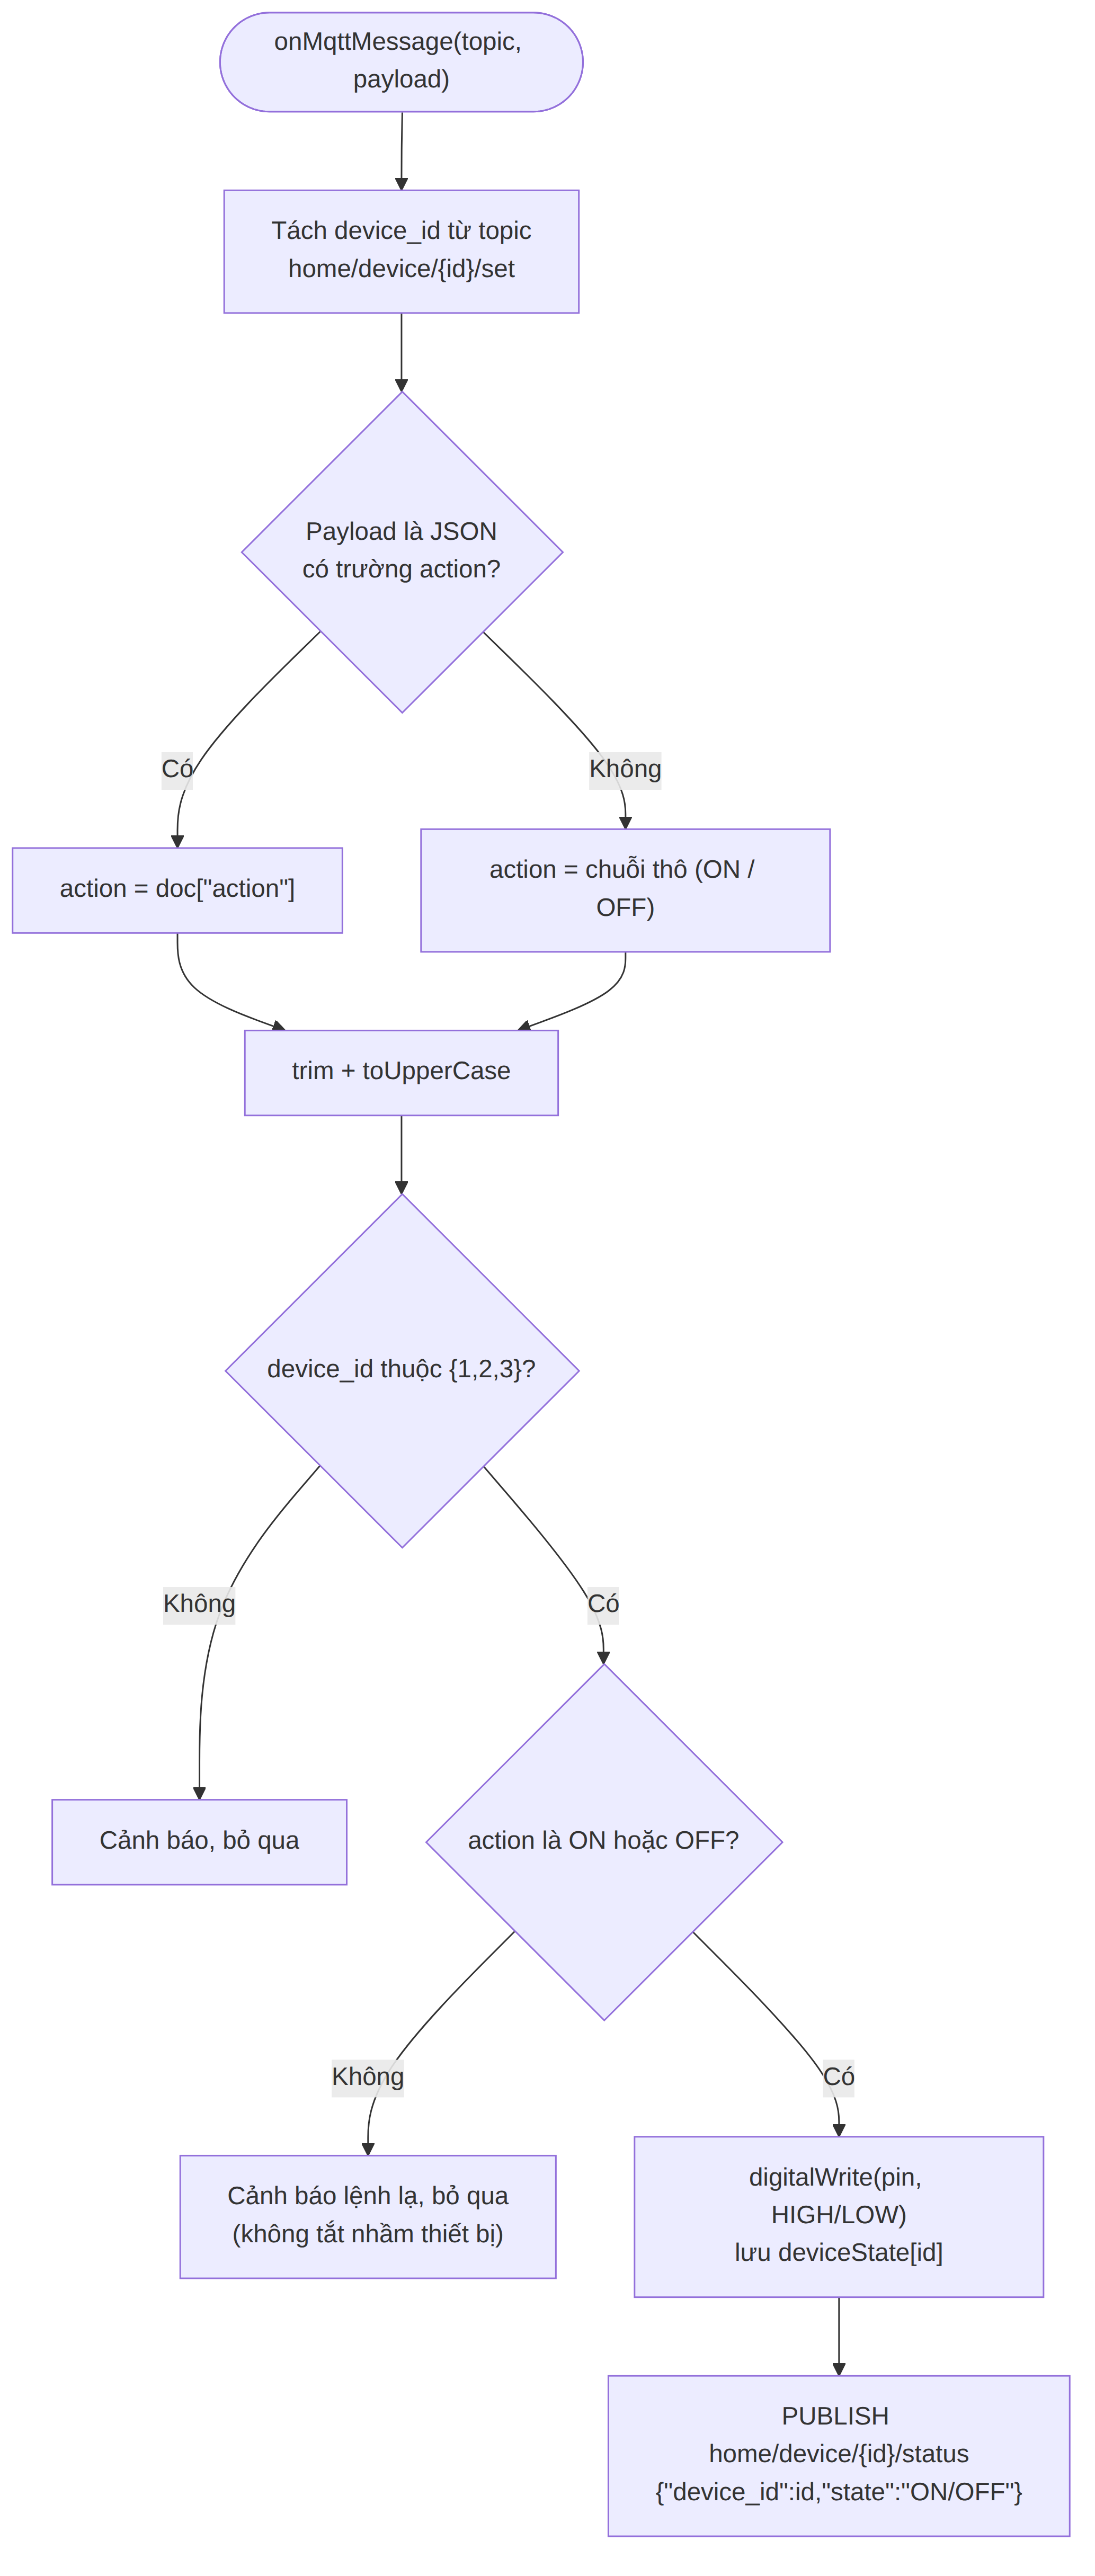 onMqttMessage(topic,
payload)
Tách device_id từ topic
home/device/{id}/set
Payload là JSON
có trường action?
Có
Không
action = doc["action"]
action = chuỗi thô (ON /
OFF)
trim + toUpperCase
device_id thuộc {1,2,3}?
Không
Có
Cảnh báo, bỏ qua
action là ON hoặc OFF?
Không
Có
Cảnh báo lệnh lạ, bỏ qua
(không tắt nhầm thiết bị)
digitalWrite(pin,
HIGH/LOW)
lưu deviceState[id]
PUBLISH
home/device/{id}/status
{"device_id":id,"state":"ON/OFF"}